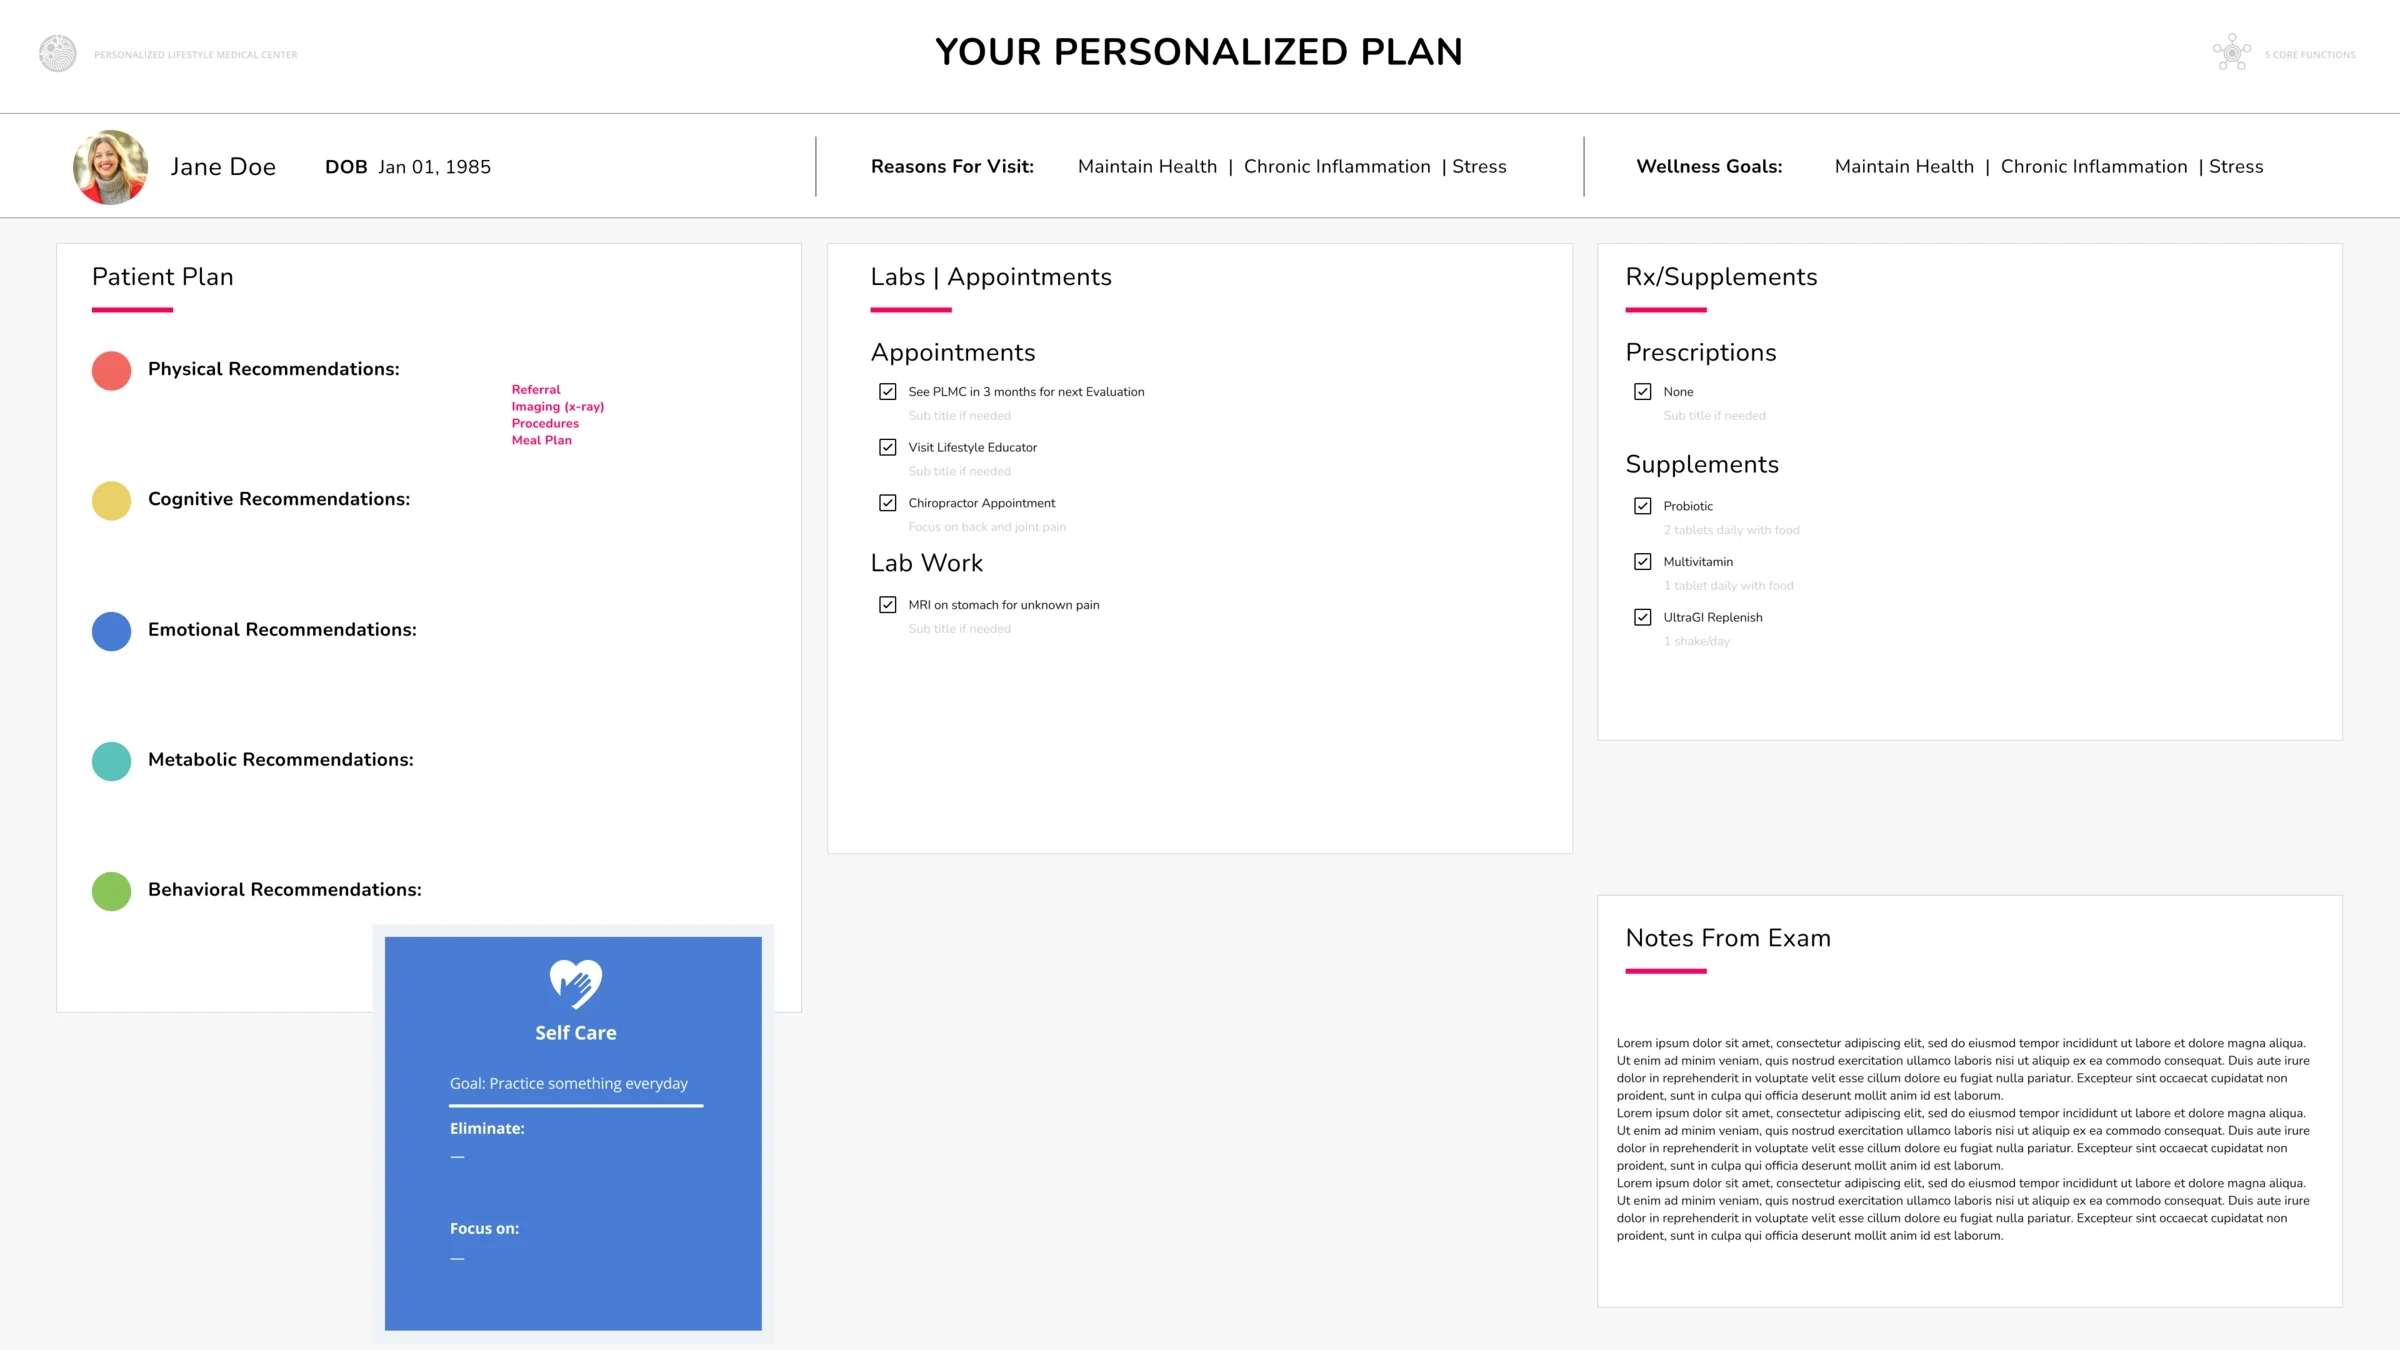 PERSONALIZED LIFESTYLE MEDICAL CENTER
YOUR PERSONALIZED PLAN
5 CORE FUNCTIONS
Jane Doe
DOB Jan 01, 1985
Reasons For Visit: Maintain Health | Chronic Inflammation | Stress
Wellness Goals: Maintain Health | Chronic Inflammation | Stress
Patient Plan
Physical Recommendations:
Referral
Imaging (x-ray)
Procedures
Meal Plan
Cognitive Recommendations:
Emotional Recommendations:
Metabolic Recommendations:
Behavioral Recommendations:
Self Care
Goal: Practice something everyday
Eliminate:
—
Focus on:
—
Labs | Appointments
Appointments
See PLMC in 3 months for next Evaluation
Sub title if needed
Visit Lifestyle Educator
Sub title if needed
Chiropractor Appointment
Focus on back and joint pain
Lab Work
MRI on stomach for unknown pain
Sub title if needed
Rx/Supplements
Prescriptions
None
Sub title if needed
Supplements
Probiotic
2 tablets daily with food
Multivitamin
1 tablet daily with food
UltraGI Replenish
1 shake/day
Notes From Exam
Lorem ipsum dolor sit amet, consectetur adipiscing elit, sed do eiusmod tempor incididunt ut labore et dolore magna aliqua.
Ut enim ad minim veniam, quis nostrud exercitation ullamco laboris nisi ut aliquip ex ea commodo consequat. Duis aute irure
dolor in reprehenderit in voluptate velit esse cillum dolore eu fugiat nulla pariatur. Excepteur sint occaecat cupidatat non
proident, sunt in culpa qui officia deserunt mollit anim id est laborum.
Lorem ipsum dolor sit amet, consectetur adipiscing elit, sed do eiusmod tempor incididunt ut labore et dolore magna aliqua.
Ut enim ad minim veniam, quis nostrud exercitation ullamco laboris nisi ut aliquip ex ea commodo consequat. Duis aute irure
dolor in reprehenderit in voluptate velit esse cillum dolore eu fugiat nulla pariatur. Excepteur sint occaecat cupidatat non
proident, sunt in culpa qui officia deserunt mollit anim id est laborum.
Lorem ipsum dolor sit amet, consectetur adipiscing elit, sed do eiusmod tempor incididunt ut labore et dolore magna aliqua.
Ut enim ad minim veniam, quis nostrud exercitation ullamco laboris nisi ut aliquip ex ea commodo consequat. Duis aute irure
dolor in reprehenderit in voluptate velit esse cillum dolore eu fugiat nulla pariatur. Excepteur sint occaecat cupidatat non
proident, sunt in culpa qui officia deserunt mollit anim id est laborum.